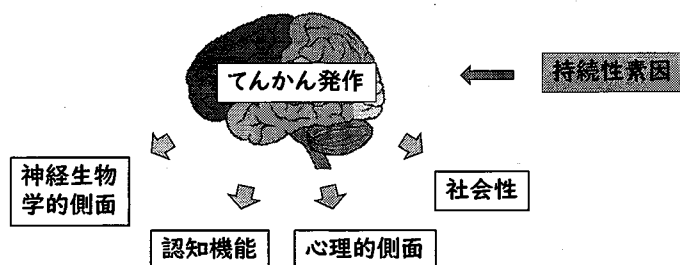 てんかん発作
持続性素因
神経生物
学的側面
認知機能
心理的側面
社会性